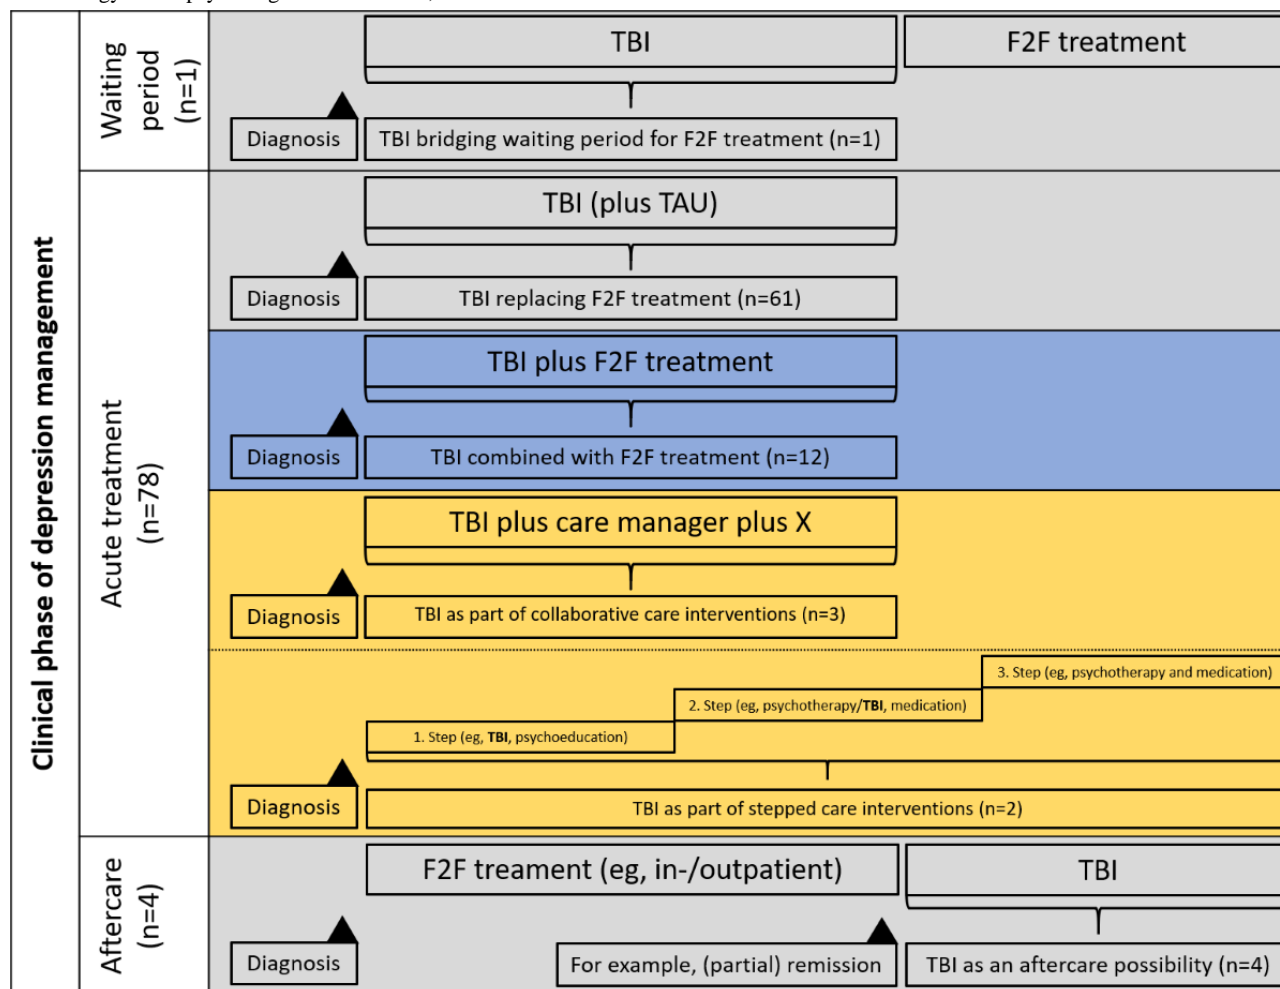 Clinical phase of depression management
Waiting
period
(n=1)
TBI
F2F treatment
Diagnosis
TBI bridging waiting period for F2F treatment (n=1)
Acute treatment
(n=78)
TBI (plus TAU)
Diagnosis
TBI replacing F2F treatment (n=61)
TBI plus F2F treatment
Diagnosis
TBI combined with F2F treatment (n=12)
TBI plus care manager plus X
Diagnosis
TBI as part of collaborative care interventions (n=3)
3. Step (eg, psychotherapy and medication)
2. Step (eg, psychotherapy/TBI, medication)
1. Step (eg, TBI, psychoeducation)
Diagnosis
TBI as part of stepped care interventions (n=2)
Aftercare
(n=4)
F2F treament (eg, in-/outpatient)
TBI
Diagnosis
For example, (partial) remission
TBI as an aftercare possibility (n=4)